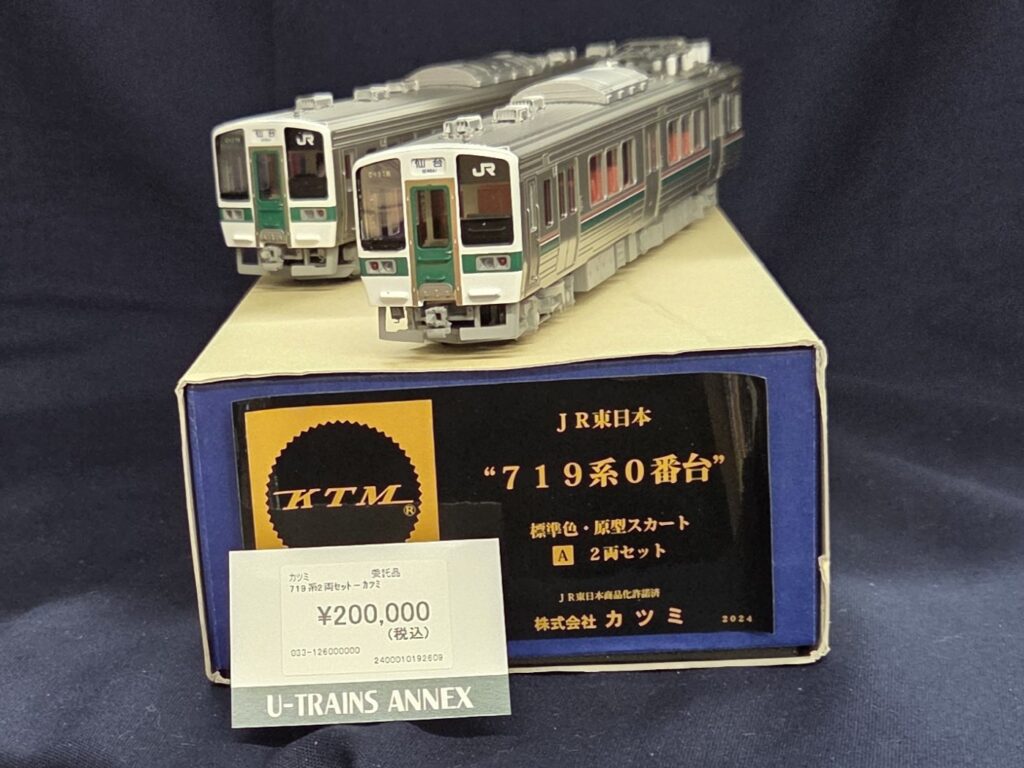 仙台
JR
仙台
JR
KTM®
JR東日本
“719系0番台”
標準色・原型スカート
A 2両セット
JR東日本商品化許諾済
株式会社 カツミ 2024
カツミ 委託品
719系2両セットーカツミ
¥200,000
(税込)
033-126000000
2400010192609
U-TRAINS ANNEX